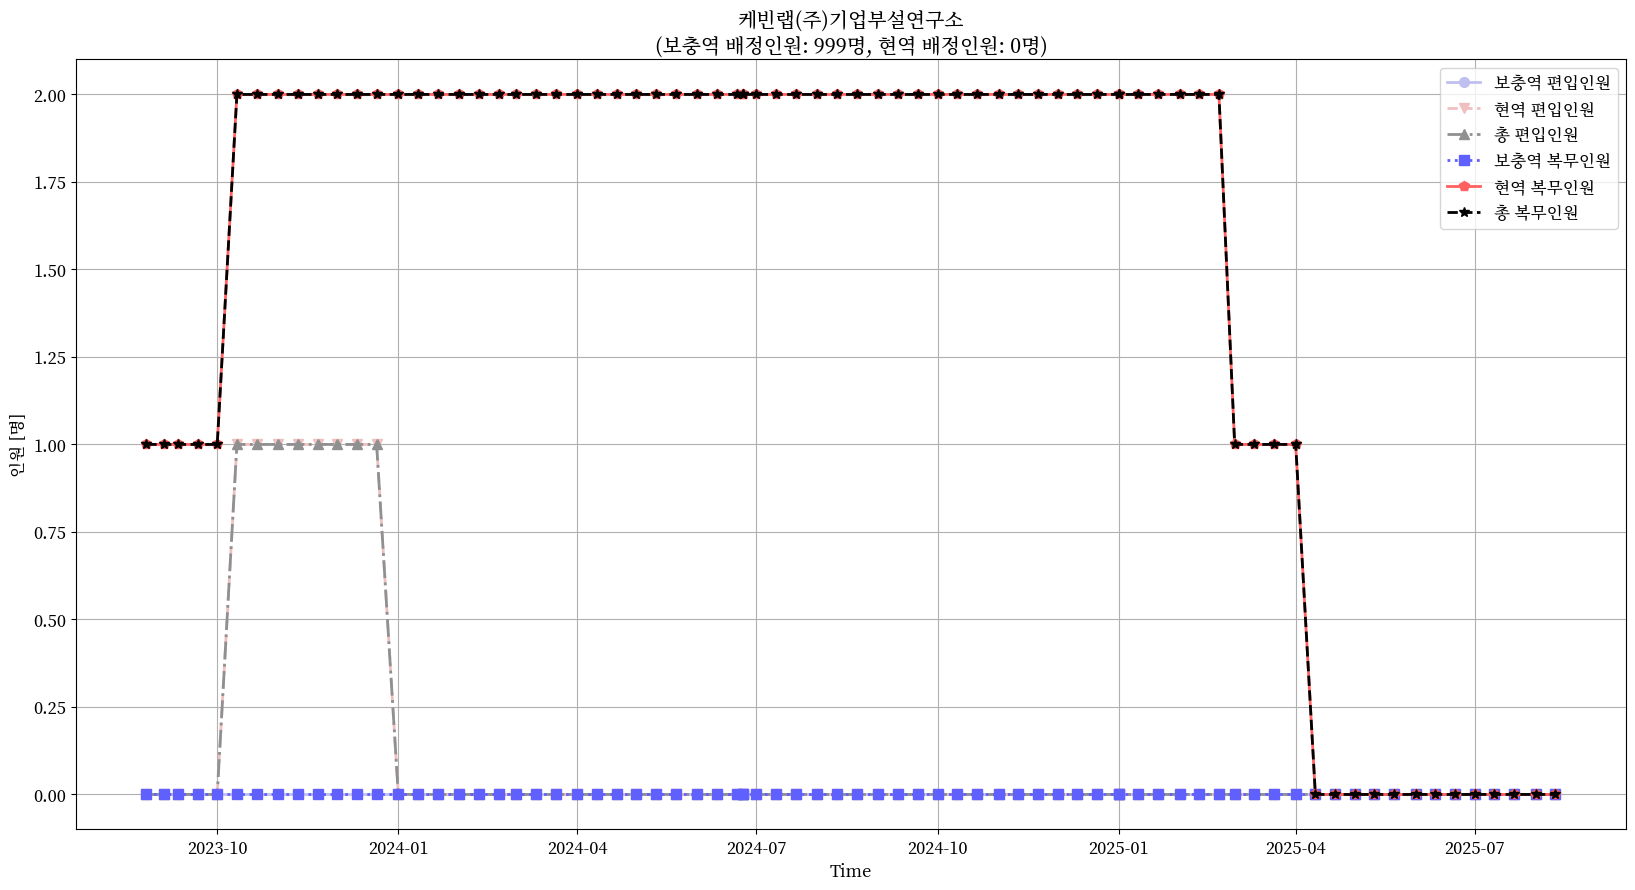 케빈랩(주)기업부설연구소
(보충역 배정인원: 999명, 현역 배정인원: 0명)
보충역 편입인원
현역 편입인원
총 편입인원
보충역 복무인원
현역 복무인원
총 복무인원
인원 [명]
2.00
1.75
1.50
1.25
1.00
0.75
0.50
0.25
0.00
2023-10
2024-01
2024-04
2024-07
2024-10
2025-01
2025-04
2025-07
Time